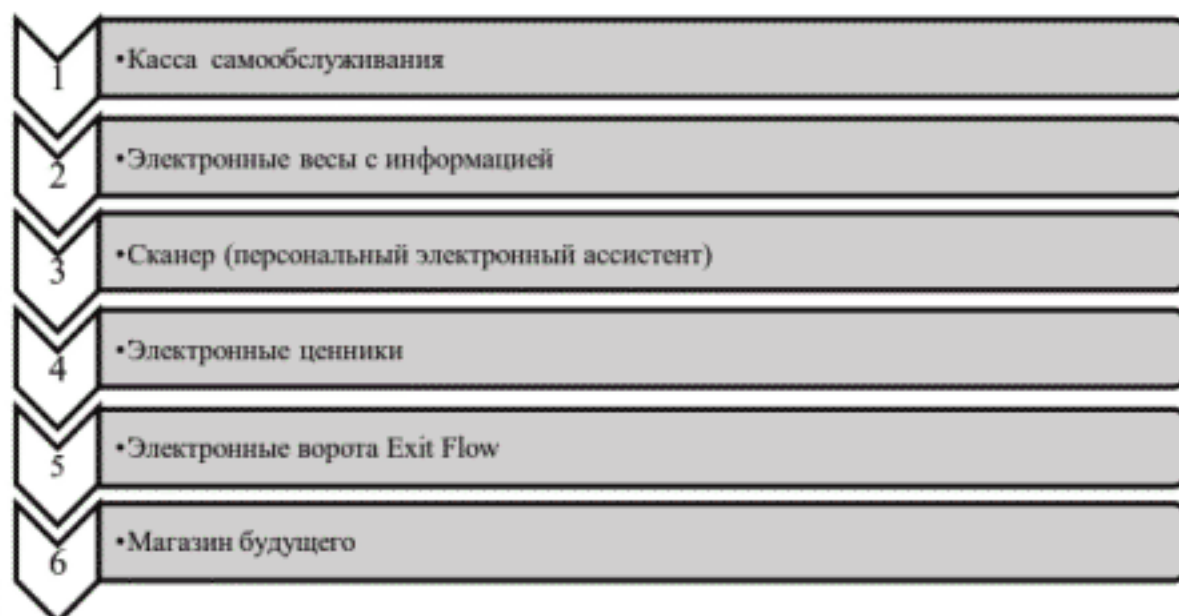 1
•Касса самообслуживания
2
•Электронные весы с информацией
3
•Сканер (персональный электронный ассистент)
4
•Электронные ценники
5
•Электронные ворота Exit Flow
6
•Магазин будущего